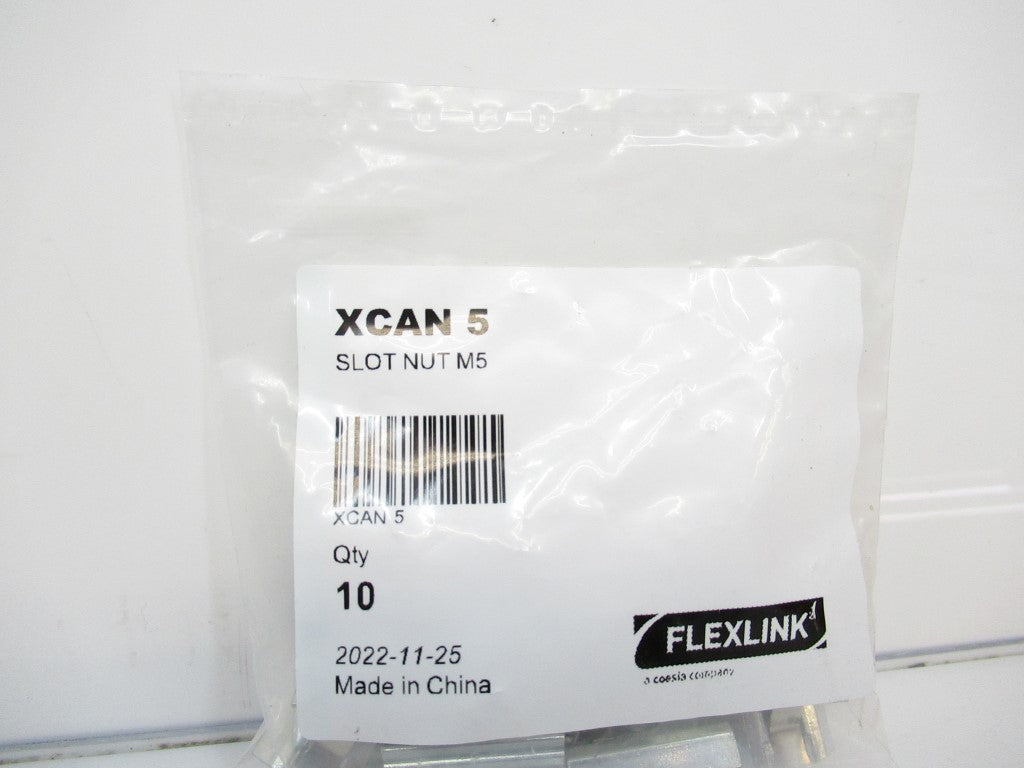 XCAN 5
SLOT NUT M5
XCAN 5
Qty
10
2022-11-25
Made in China
FLEXLINK
a coesia company